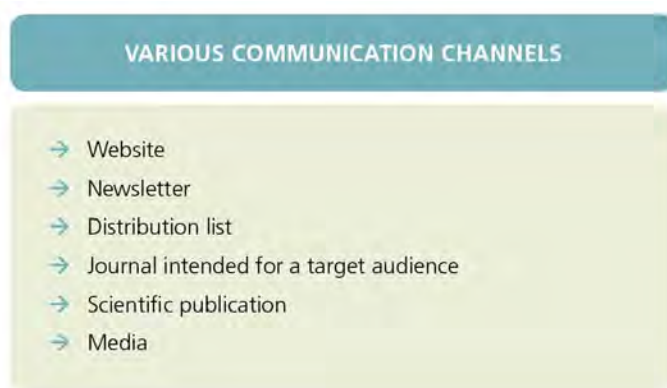 VARIOUS COMMUNICATION CHANNELS
→ Website
→ Newsletter
→ Distribution list
→ Journal intended for a target audience
→ Scientific publication
→ Media